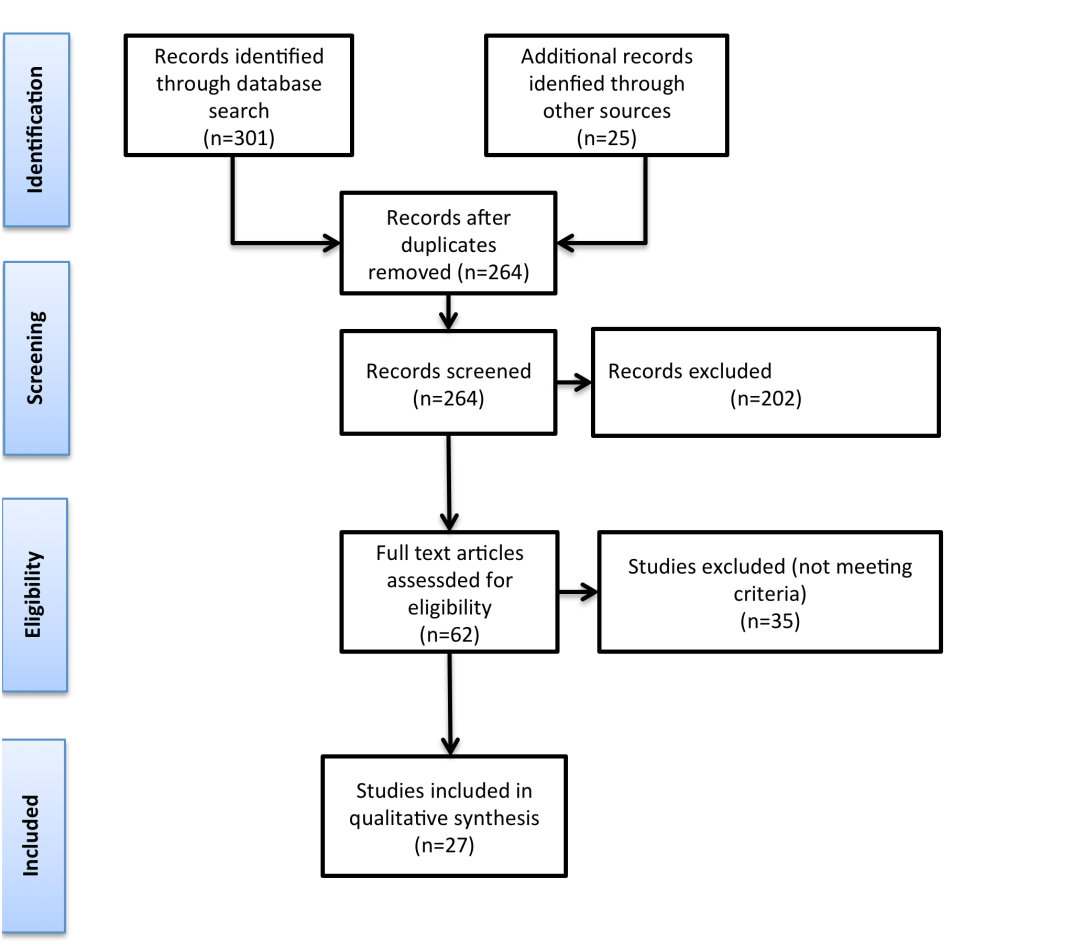 Identification
Records identified
through database
search
(n=301)
Additional records
idenfied through
other sources
(n=25)
Records after
duplicates
removed (n=264)
Screening
Records screened
(n=264)
Records excluded
(n=202)
Eligibility
Full text articles
assessded for
eligibility
(n=62)
Studies excluded (not meeting
criteria)
(n=35)
Included
Studies included in
qualitative synthesis
(n=27)